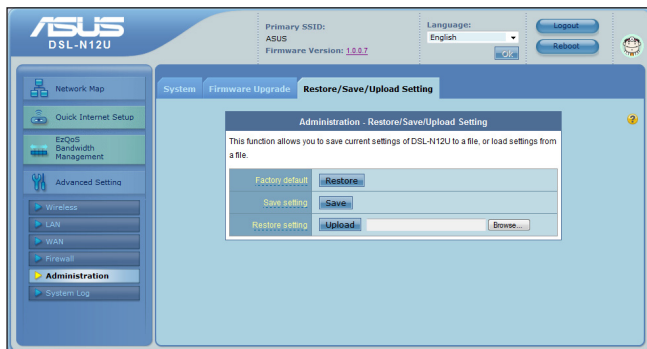 ASUS
DSL-N12U
Primary SSID:
ASUS
Firmware Version: 1.0.0.7
Language:
English
OK
Logout
Reboot
Network Map
Quick Internet Setup
EzQoS
Bandwidth
Management
Advanced Setting
Wireless
LAN
WAN
Firewall
Administration
System Log
System
Firmware Upgrade
Restore/Save/Upload Setting
Administration - Restore/Save/Upload Setting
This function allows you to save current settings of DSL-N12U to a file, or load settings from
a file.
Factory default
Restore
Save setting
Save
Restore setting
Upload
Browse...
?